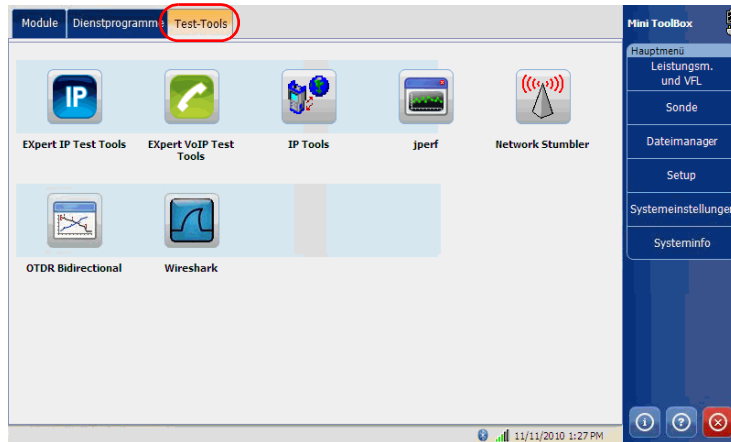 Module
Dienstprogramme
Test-Tools
IP
EXpert IP Test Tools
EXpert VoIP Test
Tools
IP Tools
jperf
Network Stumbler
OTDR Bidirectional
Wireshark
11/11/2010 1:27 PM
Mini ToolBox
Hauptmenü
Leistungsm.
und VFL
Sonde
Dateimanager
Setup
Systemeinstellungen
Systeminfo